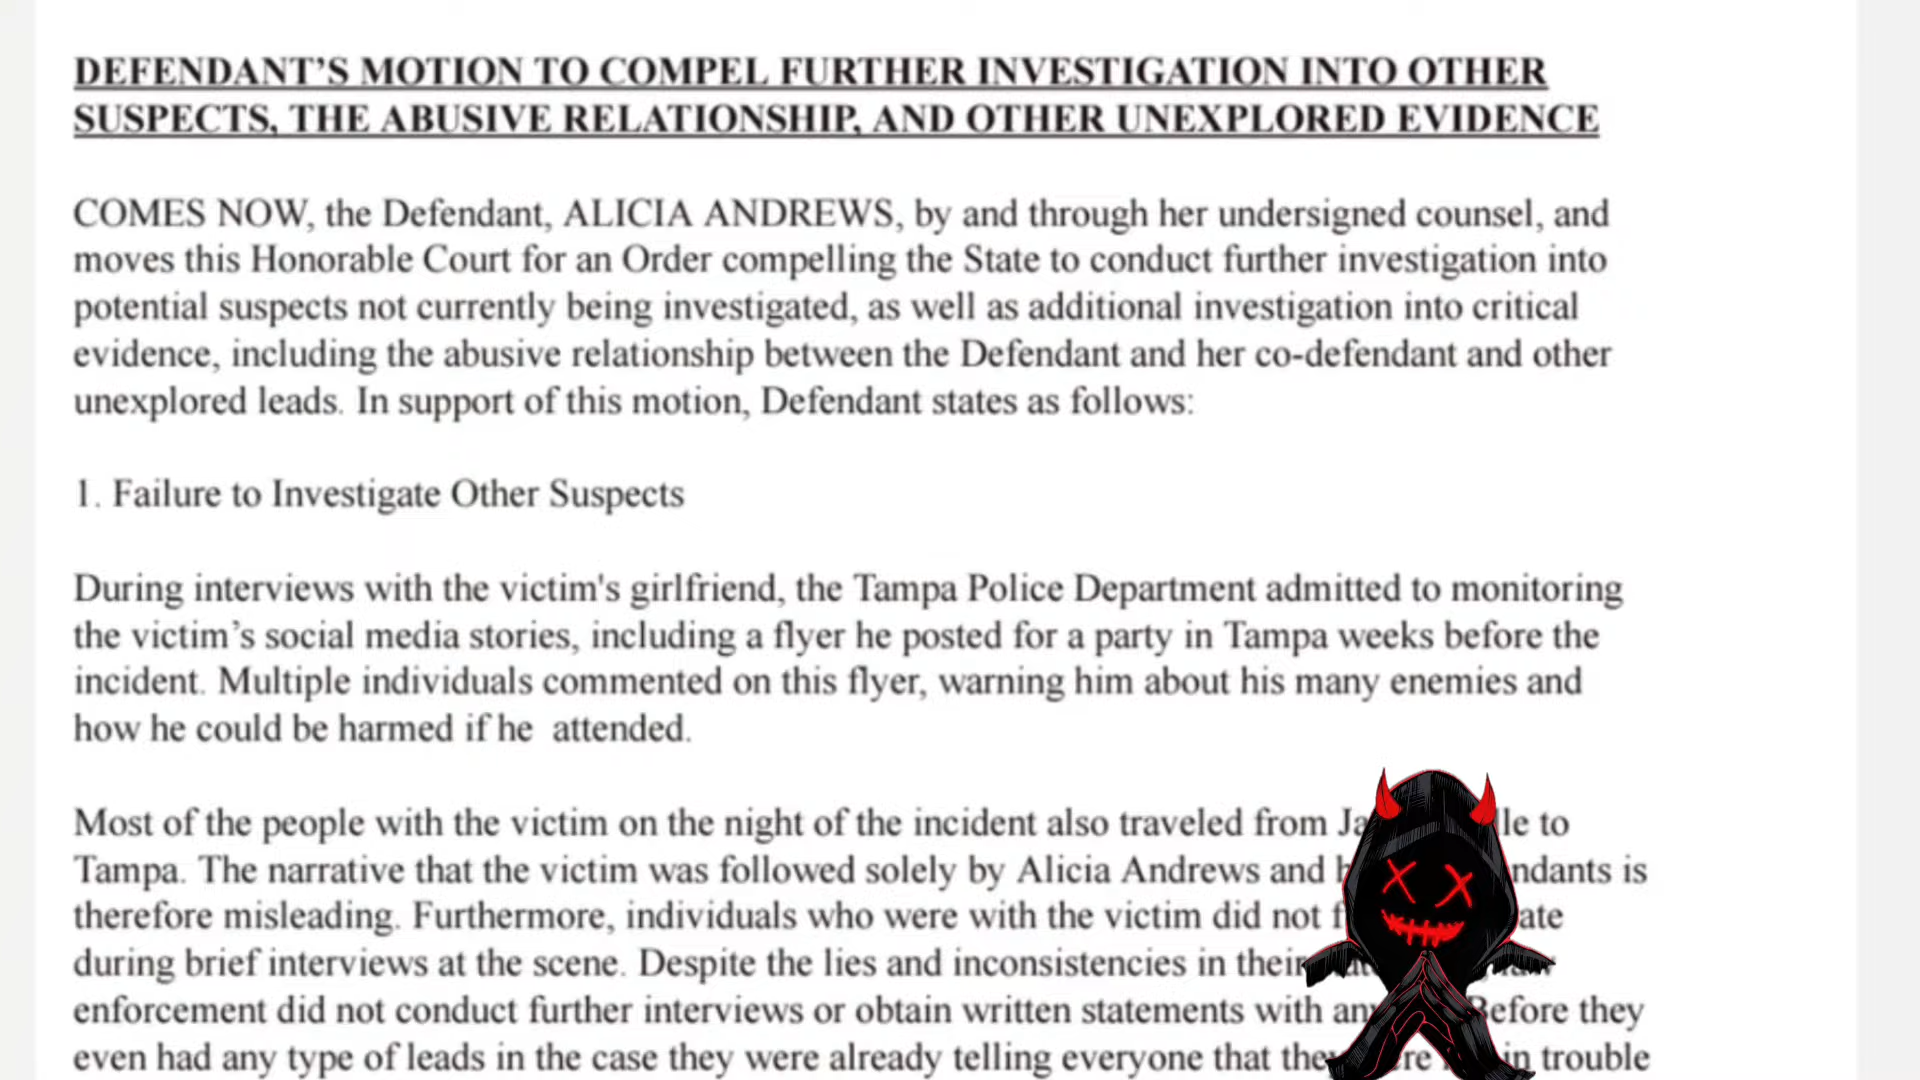 DEFENDANT’S MOTION TO COMPEL FURTHER INVESTIGATION INTO OTHER
SUSPECTS, THE ABUSIVE RELATIONSHIP, AND OTHER UNEXPLORED EVIDENCE
COMES NOW, the Defendant, ALICIA ANDREWS, by and through her undersigned counsel, and
moves this Honorable Court for an Order compelling the State to conduct further investigation into
potential suspects not currently being investigated, as well as additional investigation into critical
evidence, including the abusive relationship between the Defendant and her co-defendant and other
unexplored leads. In support of this motion, Defendant states as follows:
1. Failure to Investigate Other Suspects
During interviews with the victim's girlfriend, the Tampa Police Department admitted to monitoring
the victim’s social media stories, including a flyer he posted for a party in Tampa weeks before the
incident. Multiple individuals commented on this flyer, warning him about his many enemies and
how he could be harmed if he attended.
Most of the people with the victim on the night of the incident also traveled from to
Tampa. The narrative that the victim was followed solely by Alicia Andrews and is
therefore misleading. Furthermore, individuals who were with the victim did not
during brief interviews at the scene. Despite the lies and inconsistencies in their
enforcement did not conduct further interviews or obtain written statements with Before they
even had any type of leads in the case they were already telling everyone that in trouble